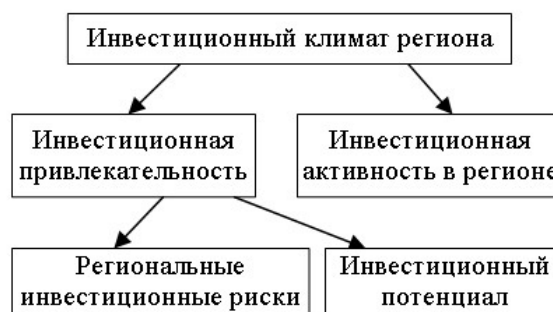 Инвестиционный климат региона
Инвестиционная
привлекательность
Инвестиционная
активность в регионе
Региональные
инвестиционные риски
Инвестиционный
потенциал